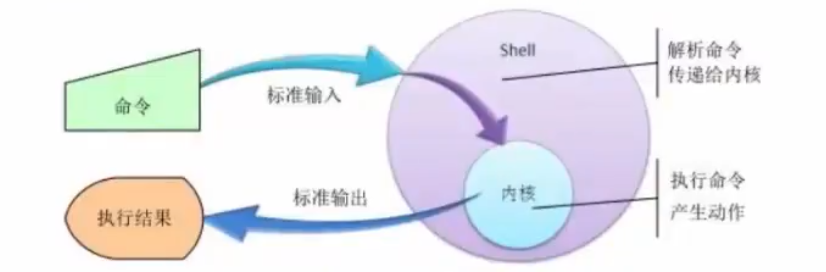 Shell
解析命令
传递给内核
命令
标准输入
内核
执行命令
产生动作
标准输出
执行结果